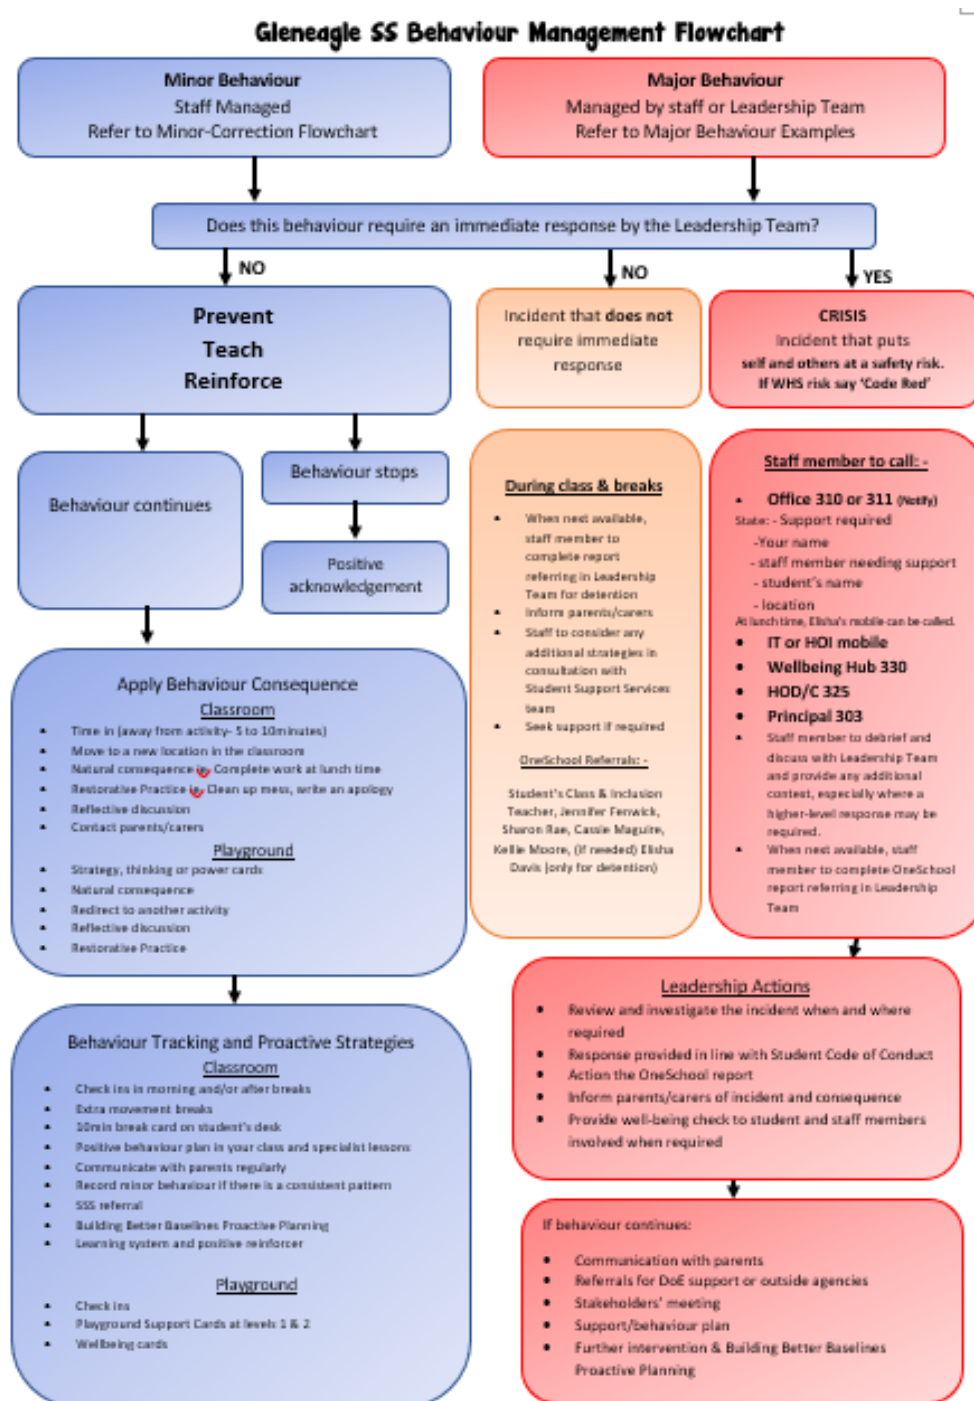 Gleneagle SS Behaviour Management Flowchart
Minor Behaviour
Staff Managed
Refer to Minor-Correction Flowchart
Major Behaviour
Managed by staff or Leadership Team
Refer to Major Behaviour Examples
Does this behaviour require an immediate response by the Leadership Team?
NO
NO
YES
Prevent
Teach
Reinforce
Incident that does not
require immediate
response
CRISIS
Incident that puts
self and others at a safety risk.
If WHS risk say ‘Code Red’
Behaviour continues
Behaviour stops
Positive
acknowledgement
During class & breaks
• When next available,
staff member to
complete report
referring in Leadership
Team for detention
• Inform parents/carers
• Staff to consider any
additional strategies in
consultation with
Student Support Services
team
• Seek support if required
OneSchool Referrals: -
Student’s Class & Inclusion
Teacher, Jennifer Fenwick,
Sharon Rae, Cassie Maguire,
Kellie Moore, (if needed) Elisha
Davis (only for detention)
Staff member to call: -
• Office 310 or 311 (Notify)
State: - Support required
-Your name
- staff member needing support
- student’s name
- location
At lunch time, Elisha’s mobile can be called.
• IT or HOI mobile
• Wellbeing Hub 330
• HOD/C 325
• Principal 303
• Staff member to debrief and
discuss with Leadership Team
and provide any additional
context, especially where a
higher-level response may be
required.
• When next available, staff
member to complete OneSchool
report referring in Leadership
Team
Apply Behaviour Consequence
Classroom
• Time in (away from activity- 5 to 10minutes)
• Move to a new location in the classroom
• Natural consequence ie. Complete work at lunch time
• Restorative Practice ie. Clean up mess, write an apology
• Reflective discussion
• Contact parents/carers
Playground
• Strategy, thinking or power cards
• Natural consequence
• Redirect to another activity
• Reflective discussion
• Restorative Practice
Behaviour Tracking and Proactive Strategies
Classroom
• Check ins in morning and/or after breaks
• Extra movement breaks
• 10min break card on student’s desk
• Positive behaviour plan in your class and specialist lessons
• Communicate with parents regularly
• Record minor behaviour if there is a consistent pattern
• SSS referral
• Building Better Baselines Proactive Planning
• Learning system and positive reinforcer
Playground
• Check ins
• Playground Support Cards at levels 1 & 2
• Wellbeing cards
Leadership Actions
• Review and investigate the incident when and where
required
• Response provided in line with Student Code of Conduct
• Action the OneSchool report
• Inform parents/carers of incident and consequence
• Provide well-being check to student and staff members
involved when required
If behaviour continues:
• Communication with parents
• Referrals for DoE support or outside agencies
• Stakeholders’ meeting
• Support/behaviour plan
• Further intervention & Building Better Baselines
Proactive Planning